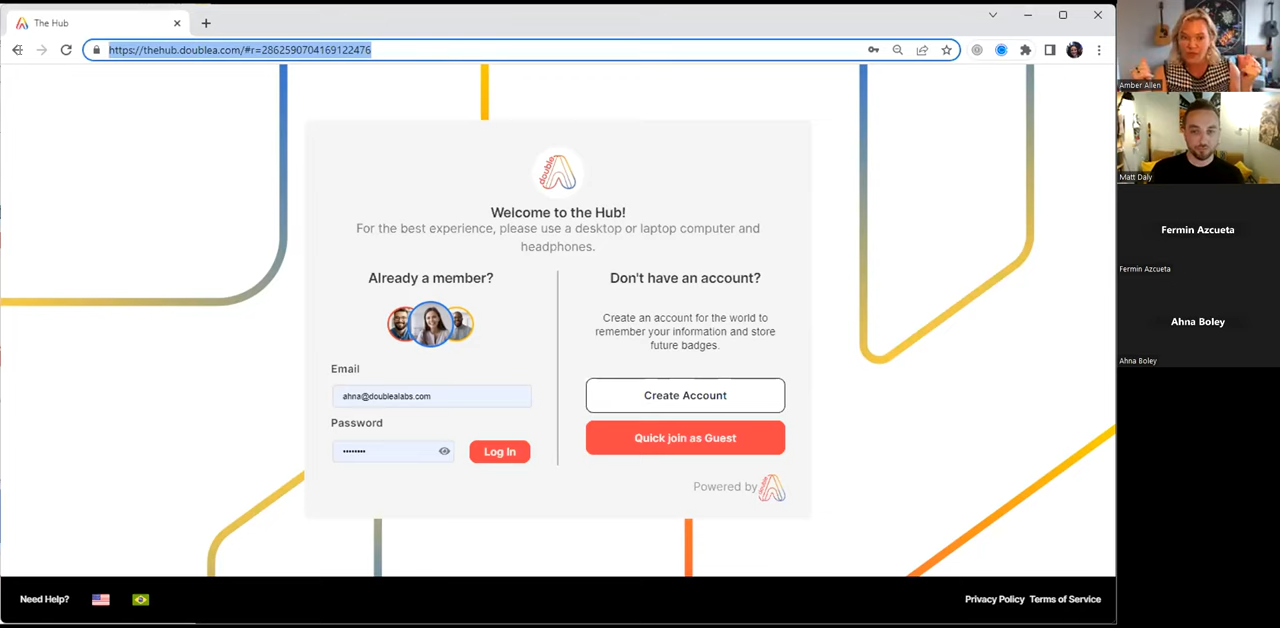 The Hub
https://thehub.doublea.com/#r=2862590704169122476
double
Welcome to the Hub!
For the best experience, please use a desktop or laptop computer and
headphones.
Already a member?
Email
ahna@doublealabs.com
Password
••••••••
Log In
Don't have an account?
Create an account for the world to
remember your information and store
future badges.
Create Account
Quick join as Guest
Powered by
Need Help?
Privacy Policy Terms of Service
Amber Allen
Matt Daly
Fermin Azcueta
Fermin Azcueta
Ahna Boley
Ahna Boley